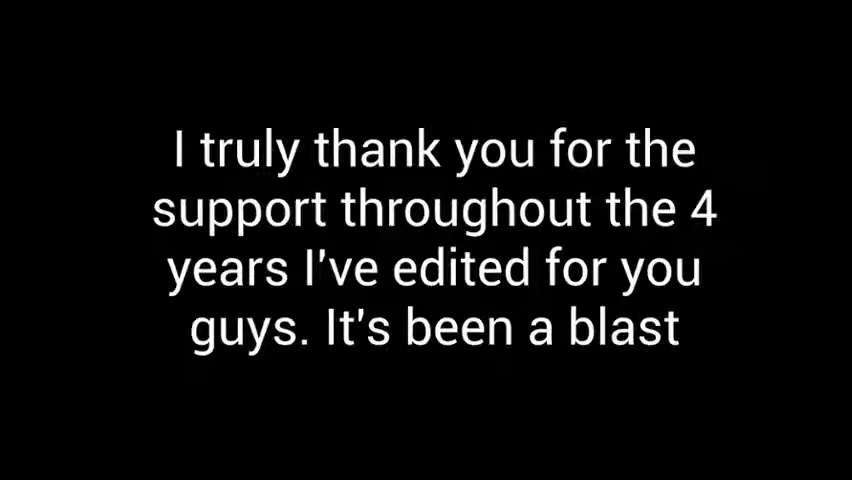 I truly thank you for the
support throughout the 4
years I've edited for you
guys. It's been a blast